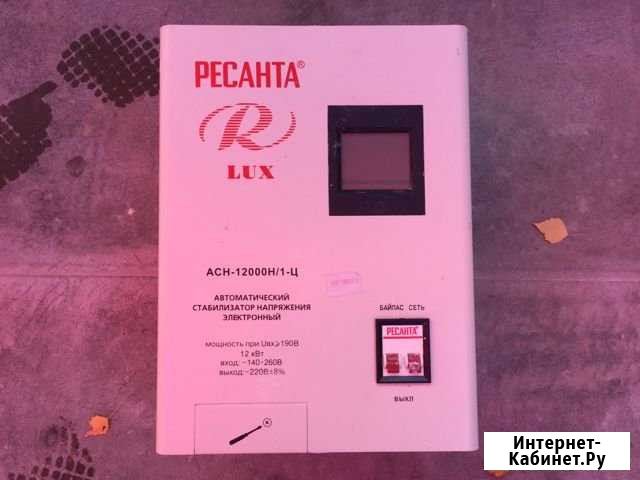 РЕСАНТА®
R
LUX
АСН-12000Н/1-Ц
АВТОМАТИЧЕСКИЙ
СТАБИЛИЗАТОР НАПРЯЖЕНИЯ
ЭЛЕКТРОННЫЙ
мощность при Uвх≥190В
12 кВт
вход: ~140-260В
выход:~220В±8%
БАЙПАС СЕТЬ
РЕСАНТА
ВЫКЛ
Интернет-
Кабинет.Ру